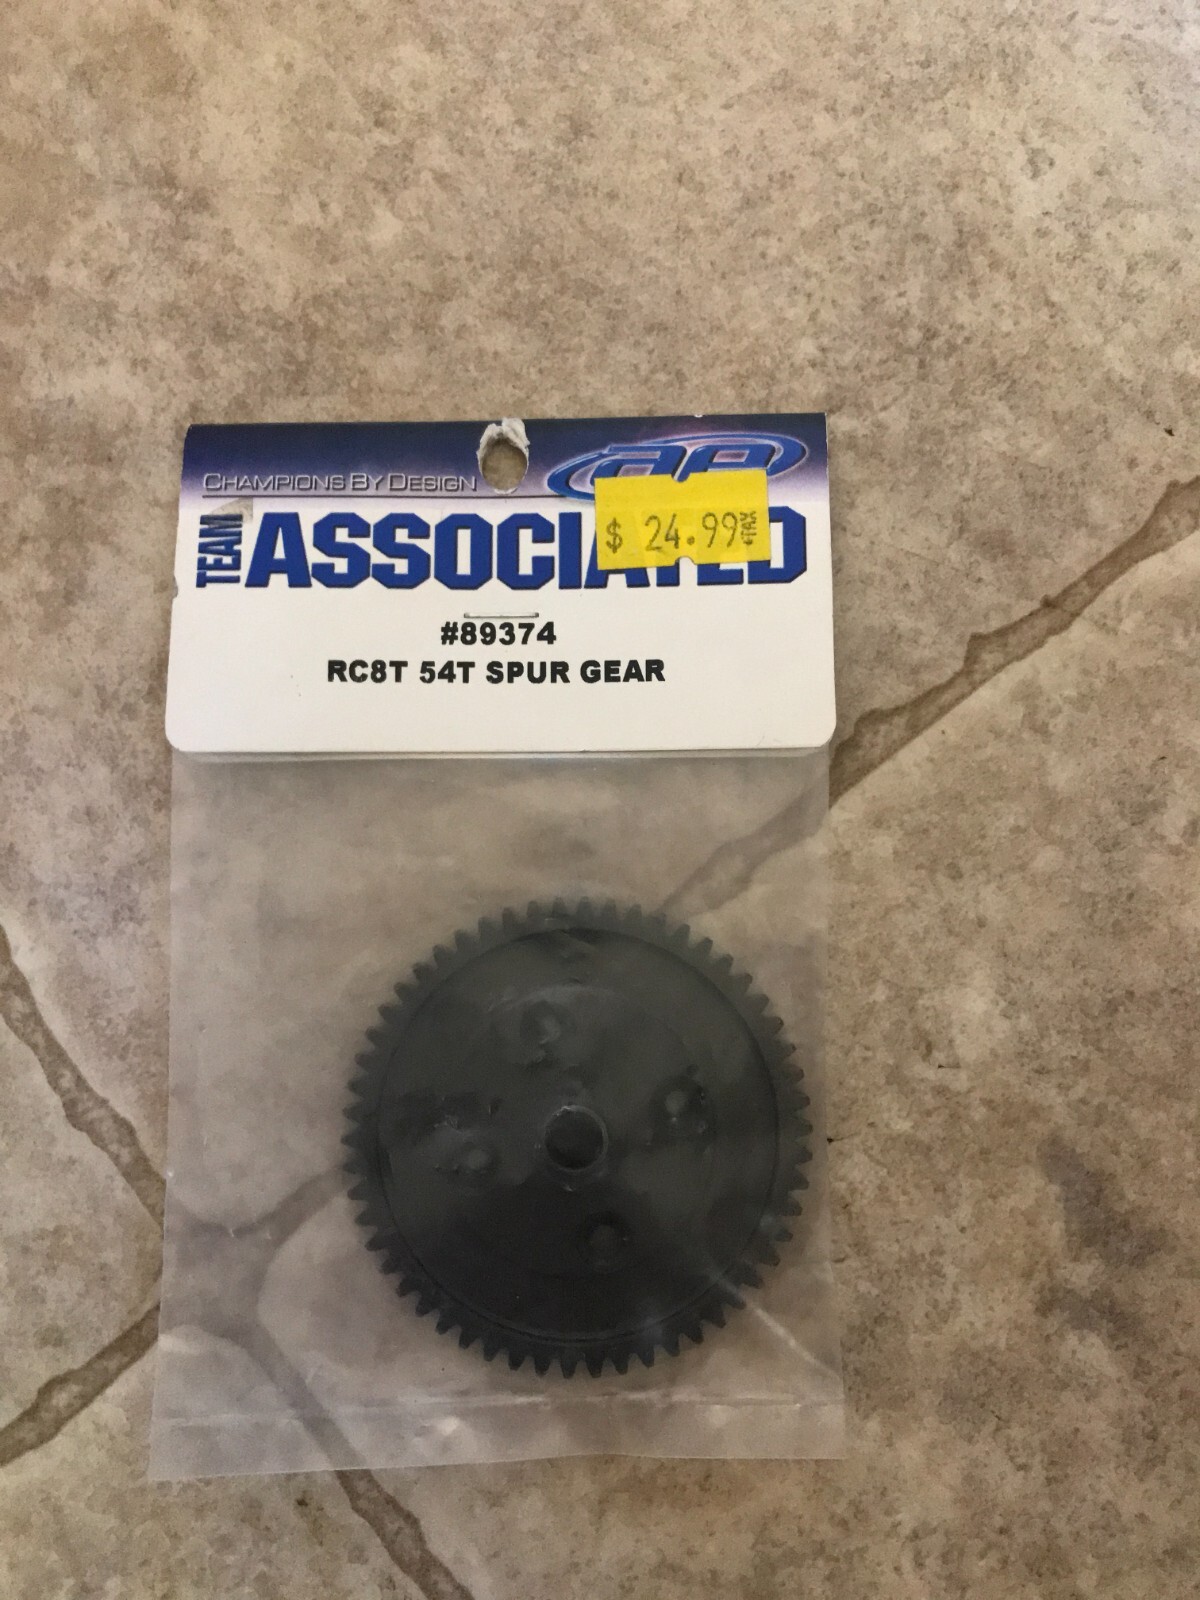 CHAMPIONS BY DESIGN
TEAM
ASSOCIATED
$ 24.99
#89374
RC8T 54T SPUR GEAR